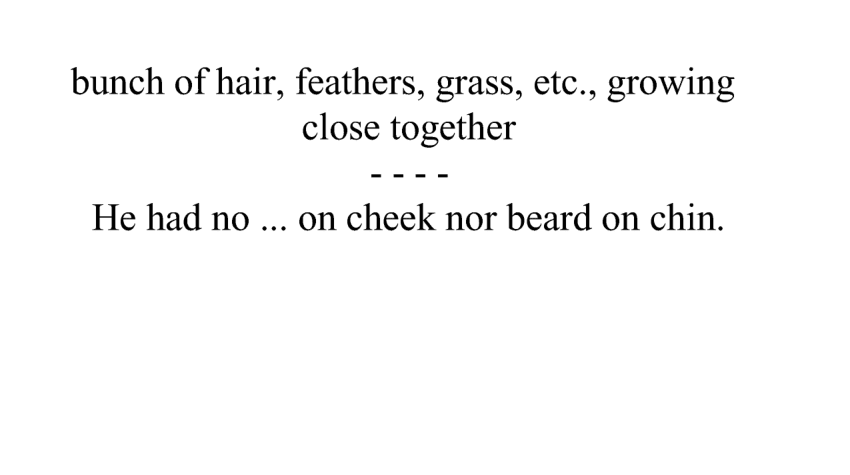 bunch of hair, feathers, grass, etc., growing
close together
- - - -
He had no ... on cheek nor beard on chin.